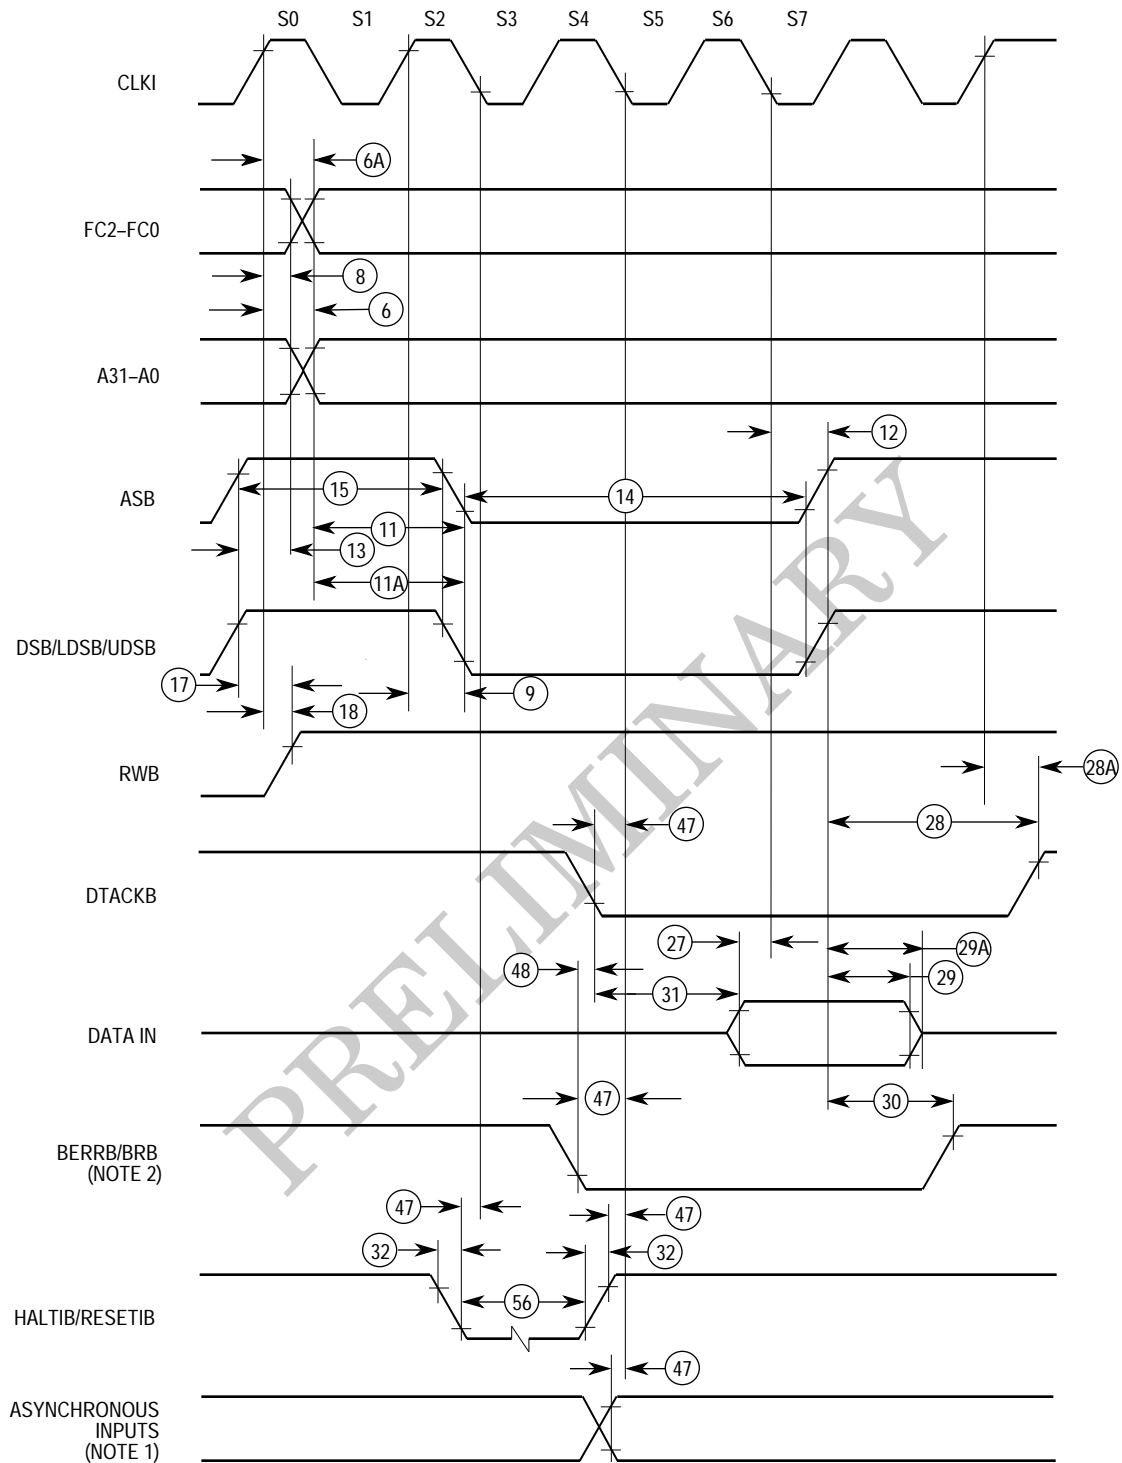 S0 S1 S2 S3 S4 S5 S6 S7
CLKI
6A
FC2–FC0
8
6
A31–A0
12
ASB
15
14
11
13
11A
DSB/LDSB/UDSB
17
9
18
RWB
28A
47
28
DTACKB
27
29A
48
29
31
DATA IN
47
30
BERRB/BRB
(NOTE 2)
47
47
32
32
56
HALTIB/RESETIB
47
ASYNCHRONOUS
INPUTS
(NOTE 1)
PRELIMINARY